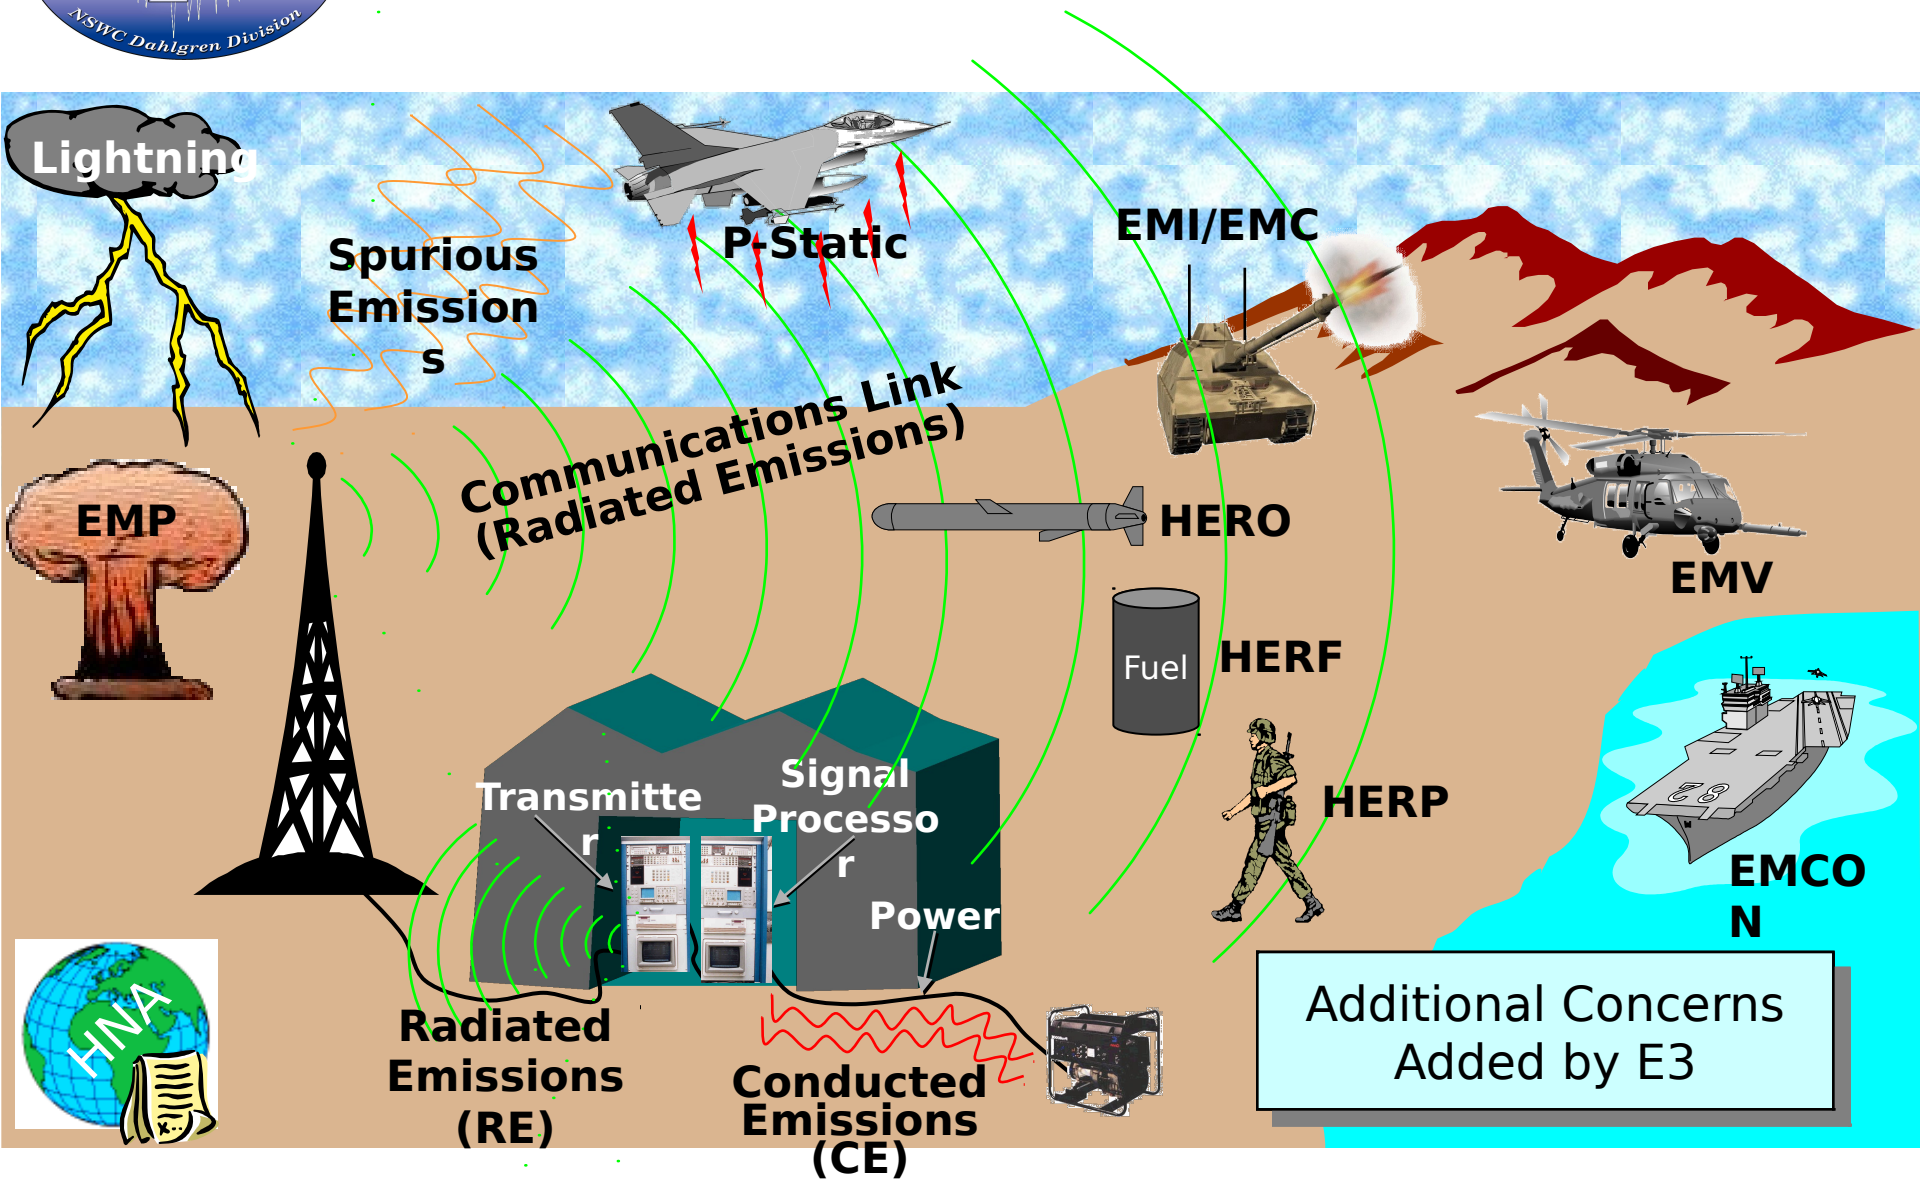 NSWC Dahlgren Division
Lightning
Spurious
Emission
s
P-Static
EMI/EMC
Communications Link
(Radiated Emissions)
EMP
HERO
EMV
Fuel
HERF
Transmitte
r
Signal
Processo
r
HERP
Power
EMCO
N
28
HNA
Radiated
Emissions
(RE)
Conducted
Emissions
(CE)
Additional Concerns
Added by E3
x..